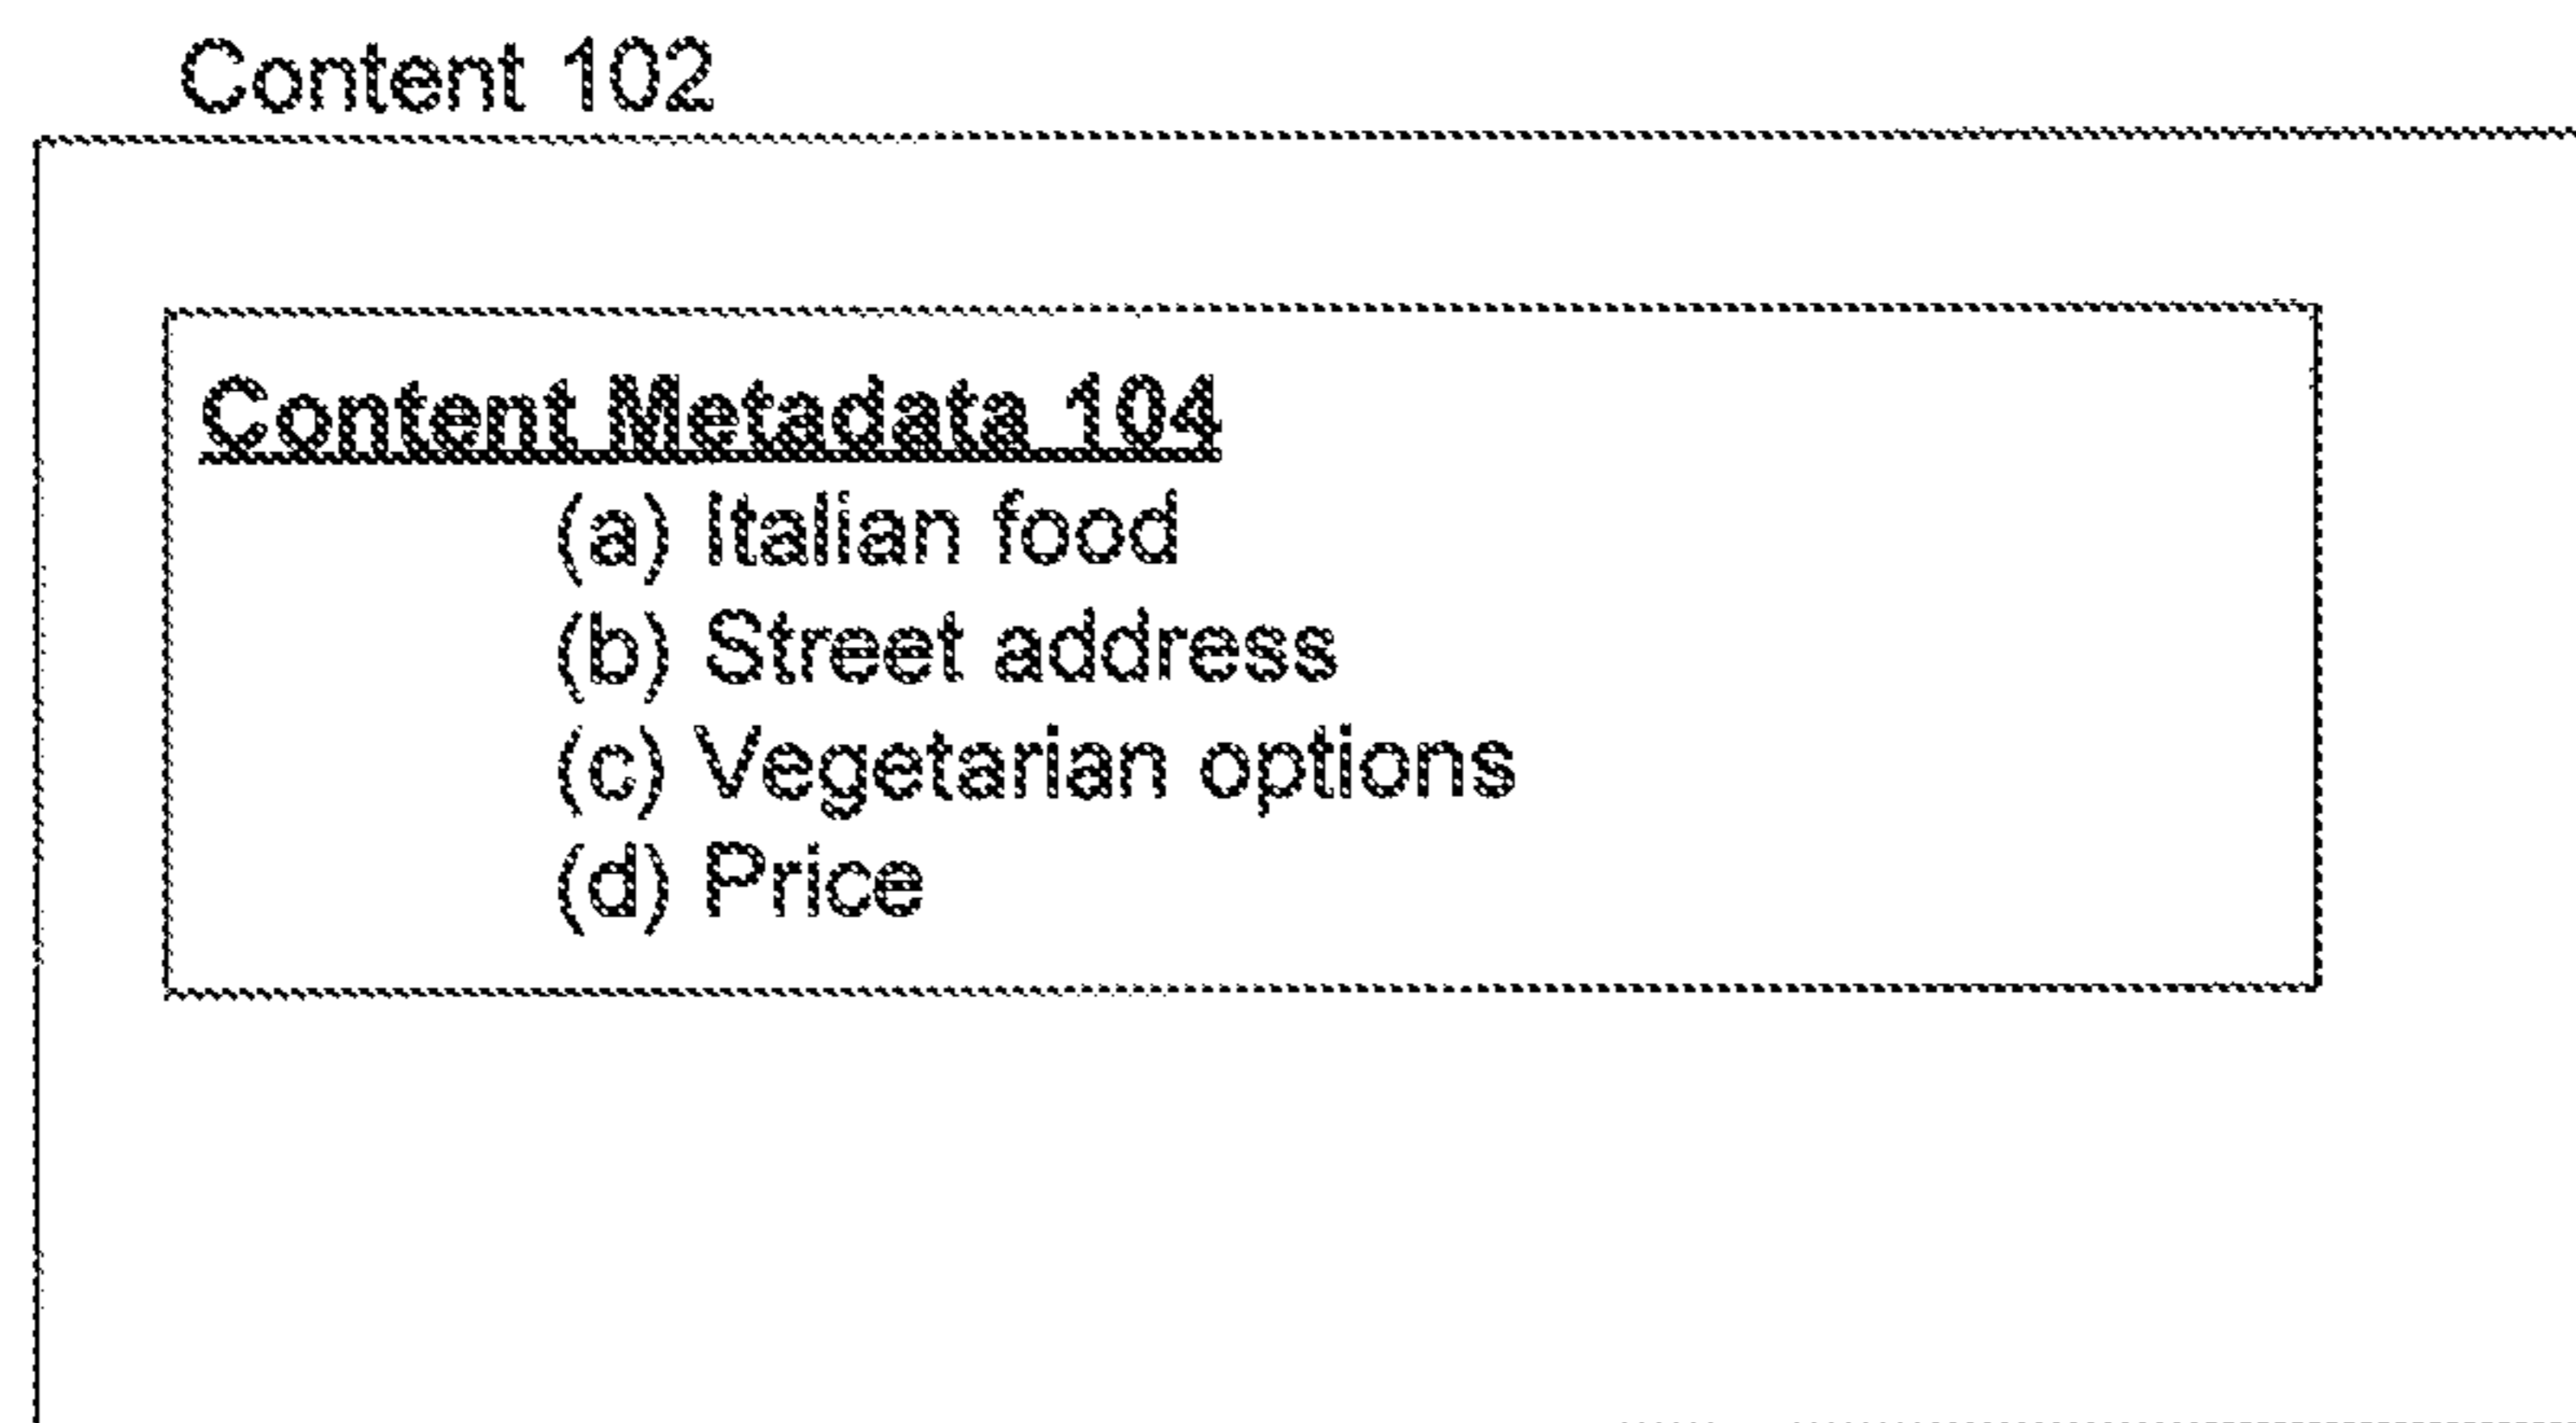 Content 102
Content Metadata 104
(a) Italian food
(b) Street address
(c) Vegetarian options
(d) Price